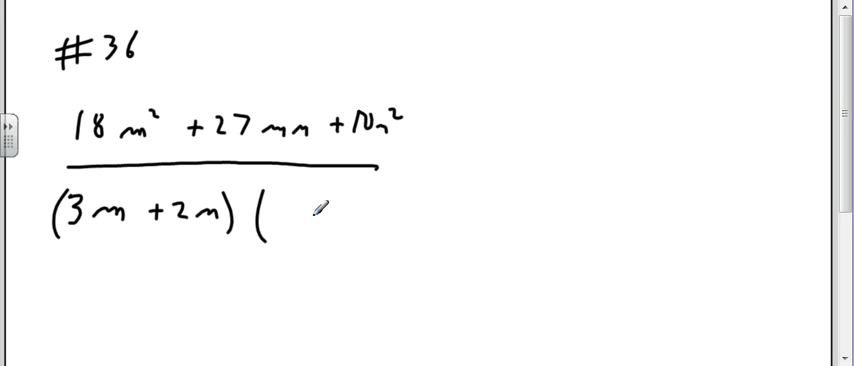 #36
18m² + 27mn + 10n²
(3m + 2n) (